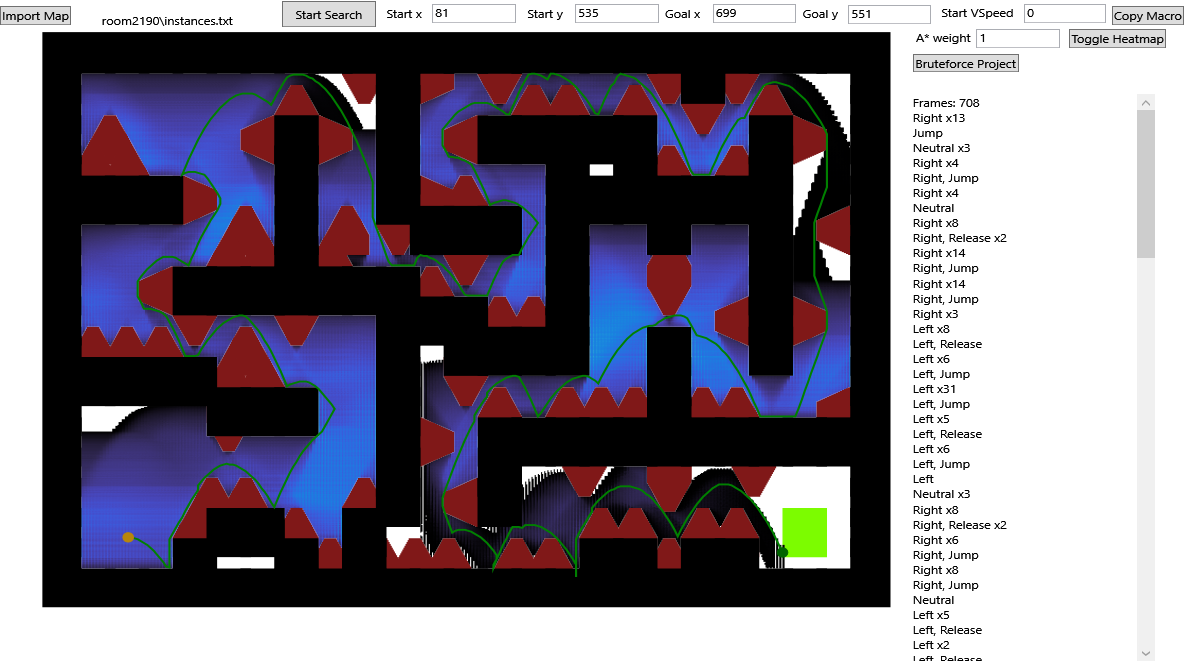 Import Map
room2190\instances.txt
Start Search
Start x 81
Start y 535
Goal x 699
Goal y 551
Start VSpeed 0
Copy Macro
A* weight 1
Toggle Heatmap
Bruteforce Project
Frames: 708
Right x13
Jump
Neutral x3
Right x4
Right, Jump
Right x4
Neutral
Right x8
Right, Release x2
Right x14
Right, Jump
Right x14
Right, Jump
Right x3
Left x8
Left, Release
Left x6
Left, Jump
Left x31
Left, Jump
Left x5
Left, Release
Left x6
Left, Jump
Left
Neutral x3
Right x8
Right, Release x2
Right x6
Right, Jump
Right x8
Right, Jump
Neutral
Left x5
Left, Release
Left x2
Left, Release